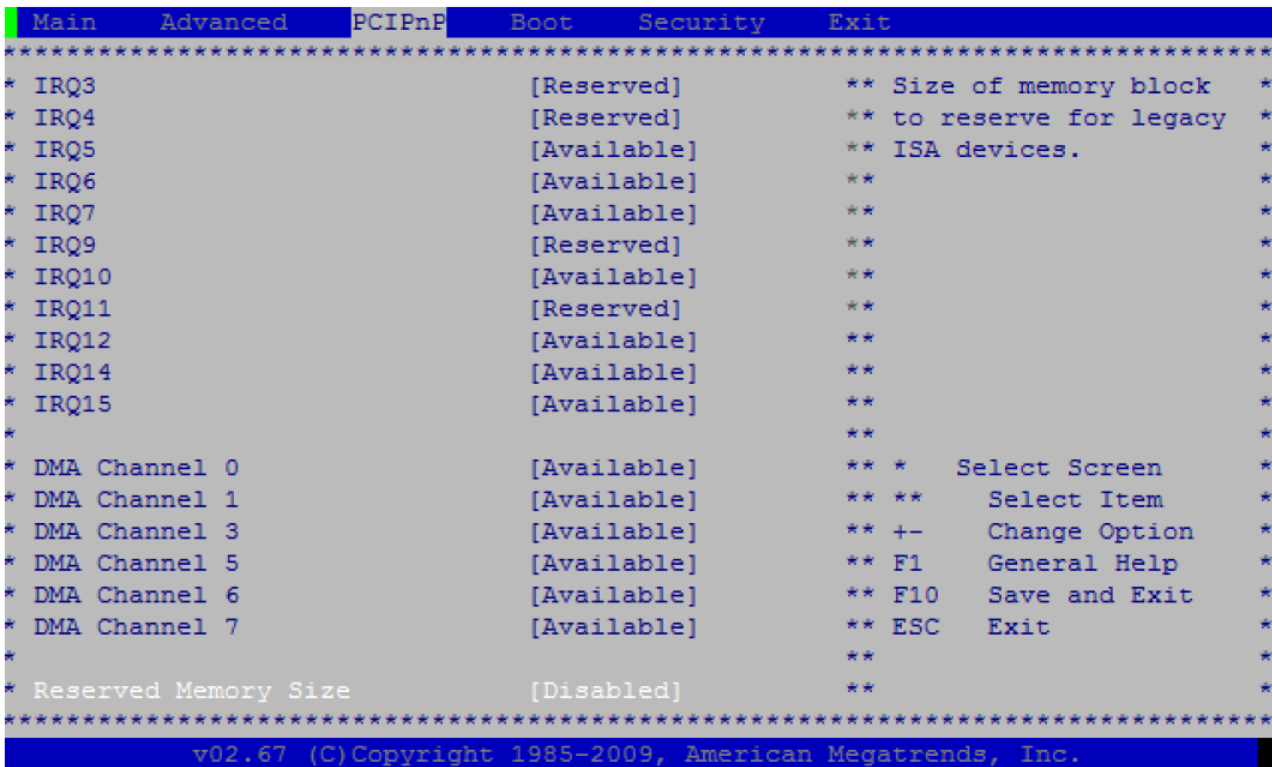 Main Advanced PCIPnP Boot Security Exit
********************************************************************************
* IRQ3 [Reserved] ** Size of memory block *
* IRQ4 [Reserved] ** to reserve for legacy *
* IRQ5 [Available] ** ISA devices. *
* IRQ6 [Available] ** *
* IRQ7 [Available] ** *
* IRQ9 [Reserved] ** *
* IRQ10 [Available] ** *
* IRQ11 [Reserved] ** *
* IRQ12 [Available] ** *
* IRQ14 [Available] ** *
* IRQ15 [Available] ** *
* ** *
* DMA Channel 0 [Available] ** * Select Screen *
* DMA Channel 1 [Available] ** ** Select Item *
* DMA Channel 3 [Available] ** +- Change Option *
* DMA Channel 5 [Available] ** F1 General Help *
* DMA Channel 6 [Available] ** F10 Save and Exit *
* DMA Channel 7 [Available] ** ESC Exit *
* ** *
* Reserved Memory Size [Disabled] ** *
********************************************************************************
v02.67 (C)Copyright 1985-2009, American Megatrends, Inc.